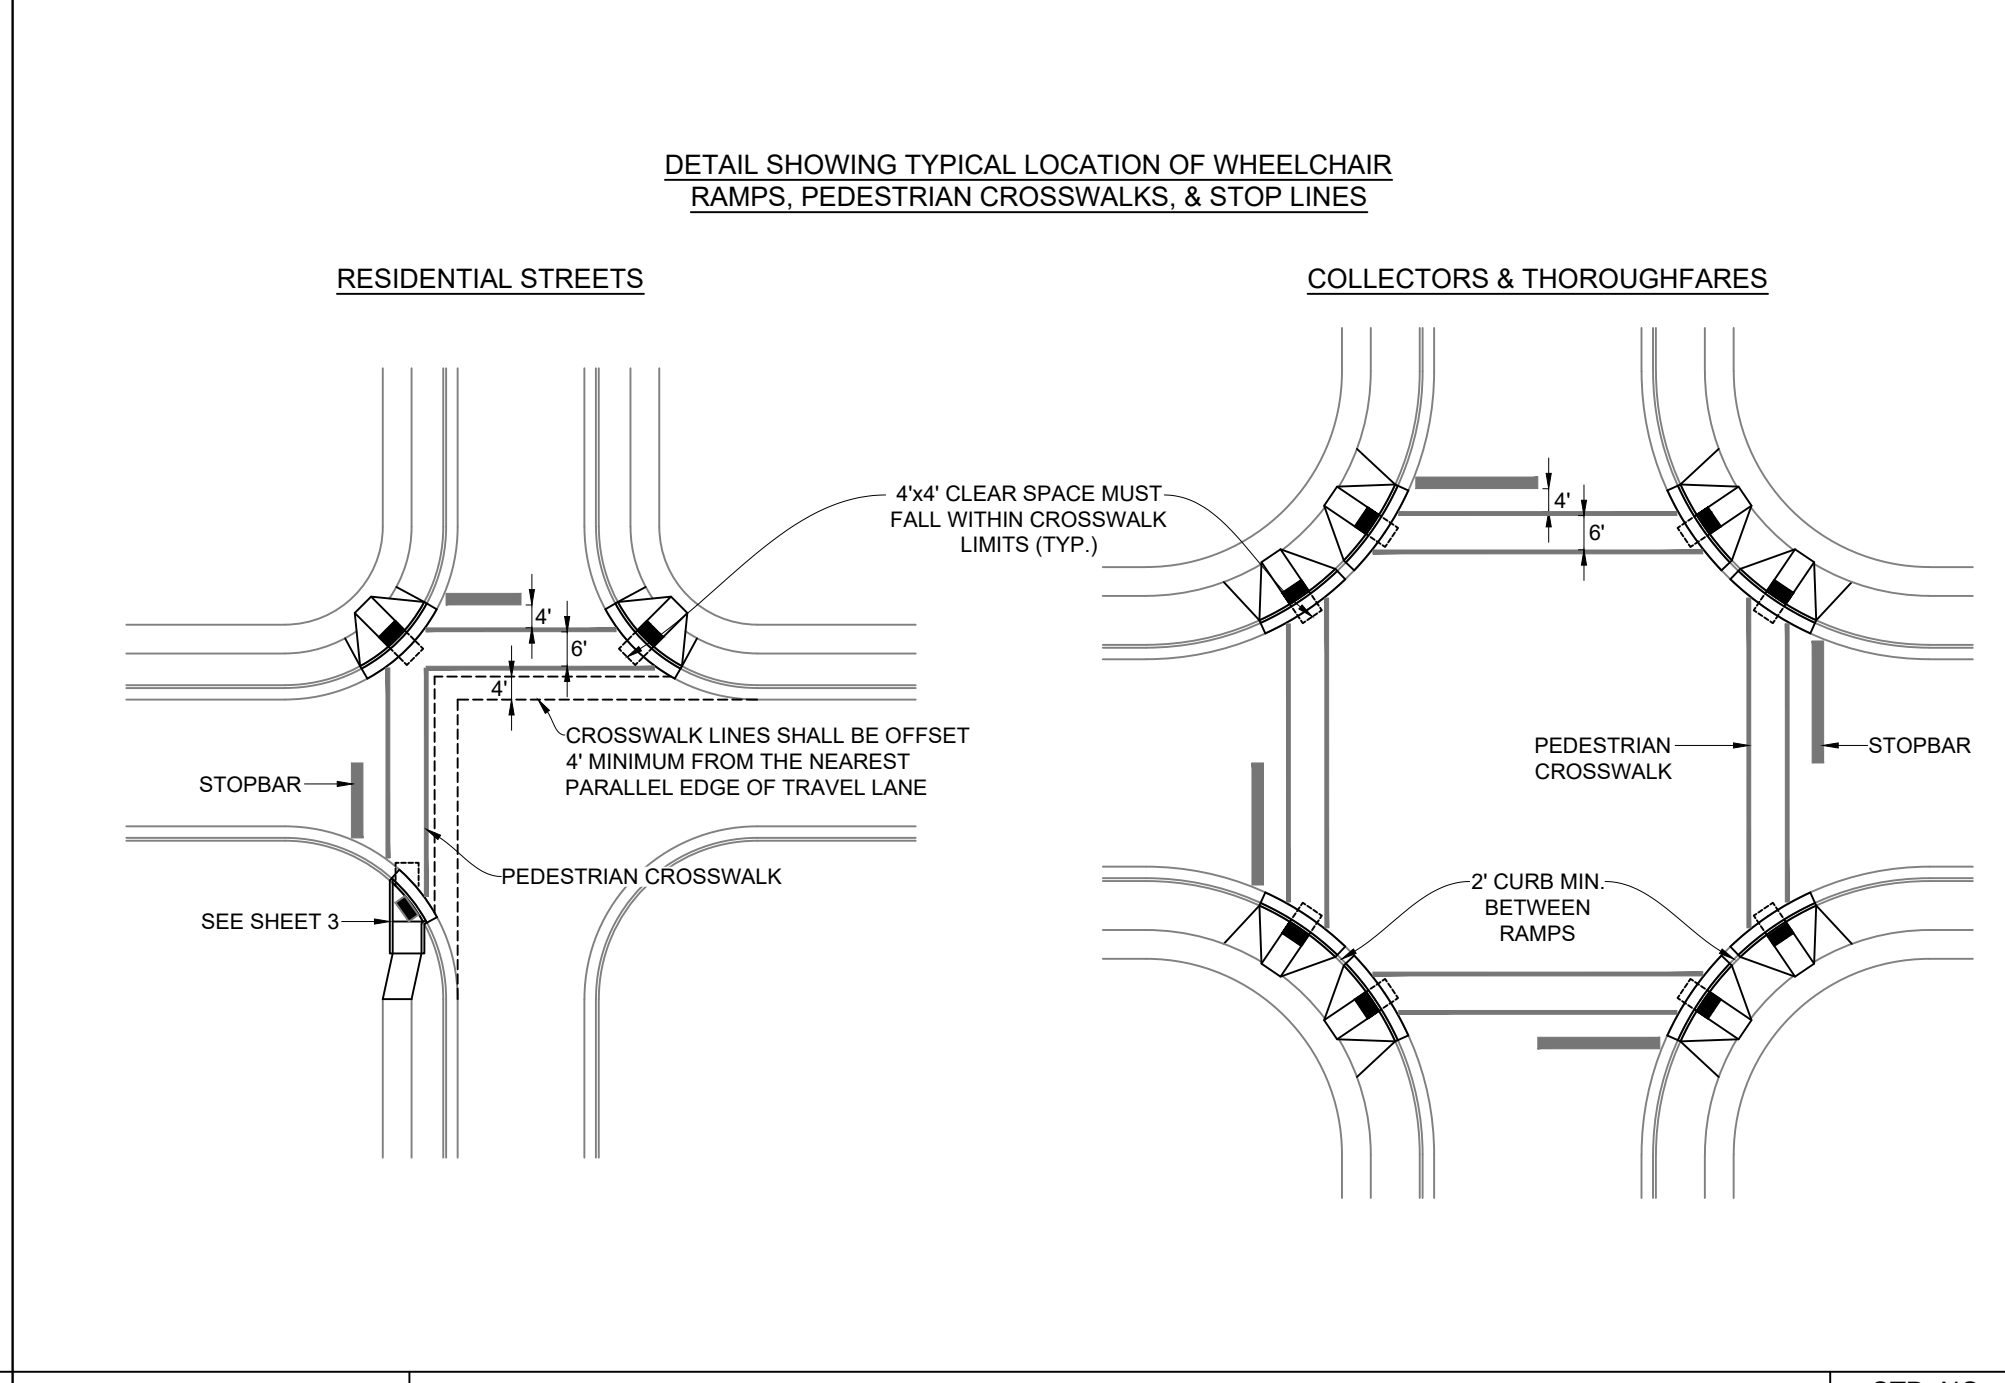 DETAIL SHOWING TYPICAL LOCATION OF WHEELCHAIR
RAMPS, PEDESTRIAN CROSSWALKS, & STOP LINES
RESIDENTIAL STREETS
COLLECTORS & THOROUGHFARES
4'x4' CLEAR SPACE MUST
FALL WITHIN CROSSWALK
LIMITS (TYP.)
4'
6'
4'
6'
4'
CROSSWALK LINES SHALL BE OFFSET
4' MINIMUM FROM THE NEAREST
PARALLEL EDGE OF TRAVEL LANE
STOPBAR
PEDESTRIAN CROSSWALK
SEE SHEET 3
PEDESTRIAN
CROSSWALK
STOPBAR
2' CURB MIN.
BETWEEN
RAMPS